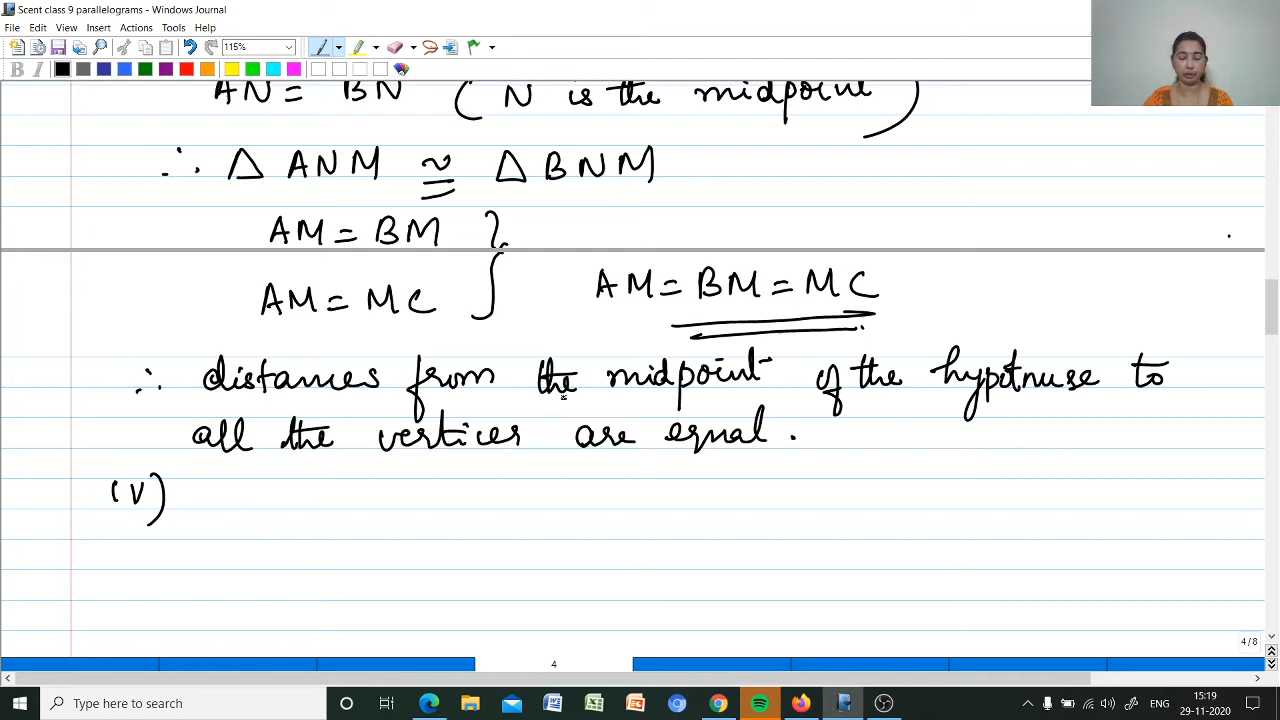 Scent class 9 parallelograms - Windows Journal
File Edit View Insert Actions Tools Help
115%
B I
AN = BN ( N is the midpoint )
∴ △ ANM ≅ △ BNM
AM = BM }
AM = MC
AM = BM = MC
∴ distances from the midpoint of the hypotnuse to
all the vertices are equal .
(V)
4 / 8
4
Type here to search
ENG
15:19
29-11-2020